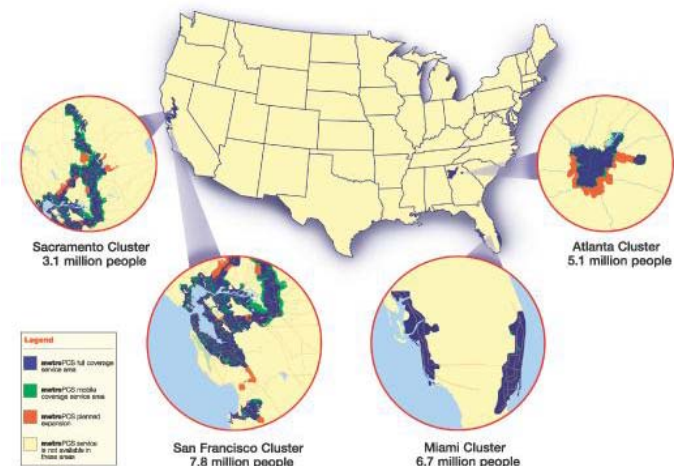 Sacramento Cluster
3.1 million people
Atlanta Cluster
5.1 million people
Legend
metroPCS full coverage
service area
metroPCS mobile
coverage service area
metroPCS planned
expansion
metroPCS service
is not available in
these areas
San Francisco Cluster
7.8 million people
Miami Cluster
6.7 million people